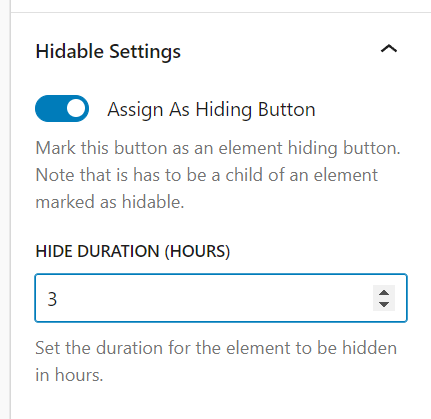 Hidable Settings
Assign As Hiding Button
Mark this button as an element hiding button.
Note that is has to be a child of an element
marked as hidable.
HIDE DURATION (HOURS)
3
Set the duration for the element to be hidden
in hours.